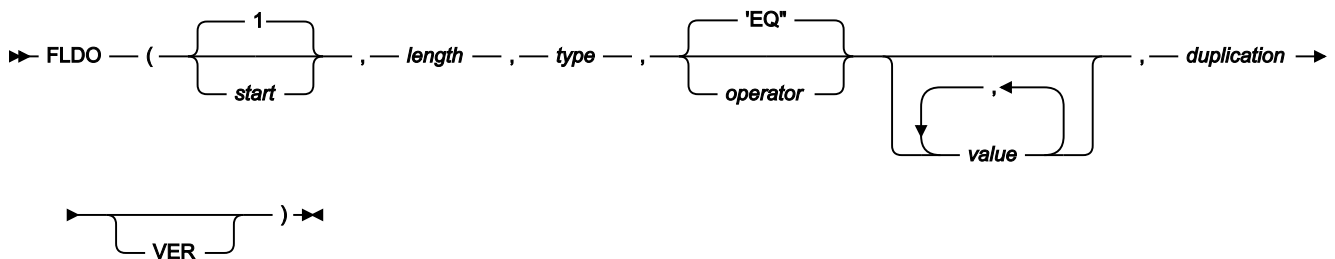 1 'EQ"
FLDO ( , length , type , , duplication
start operator ,
value
)
VER